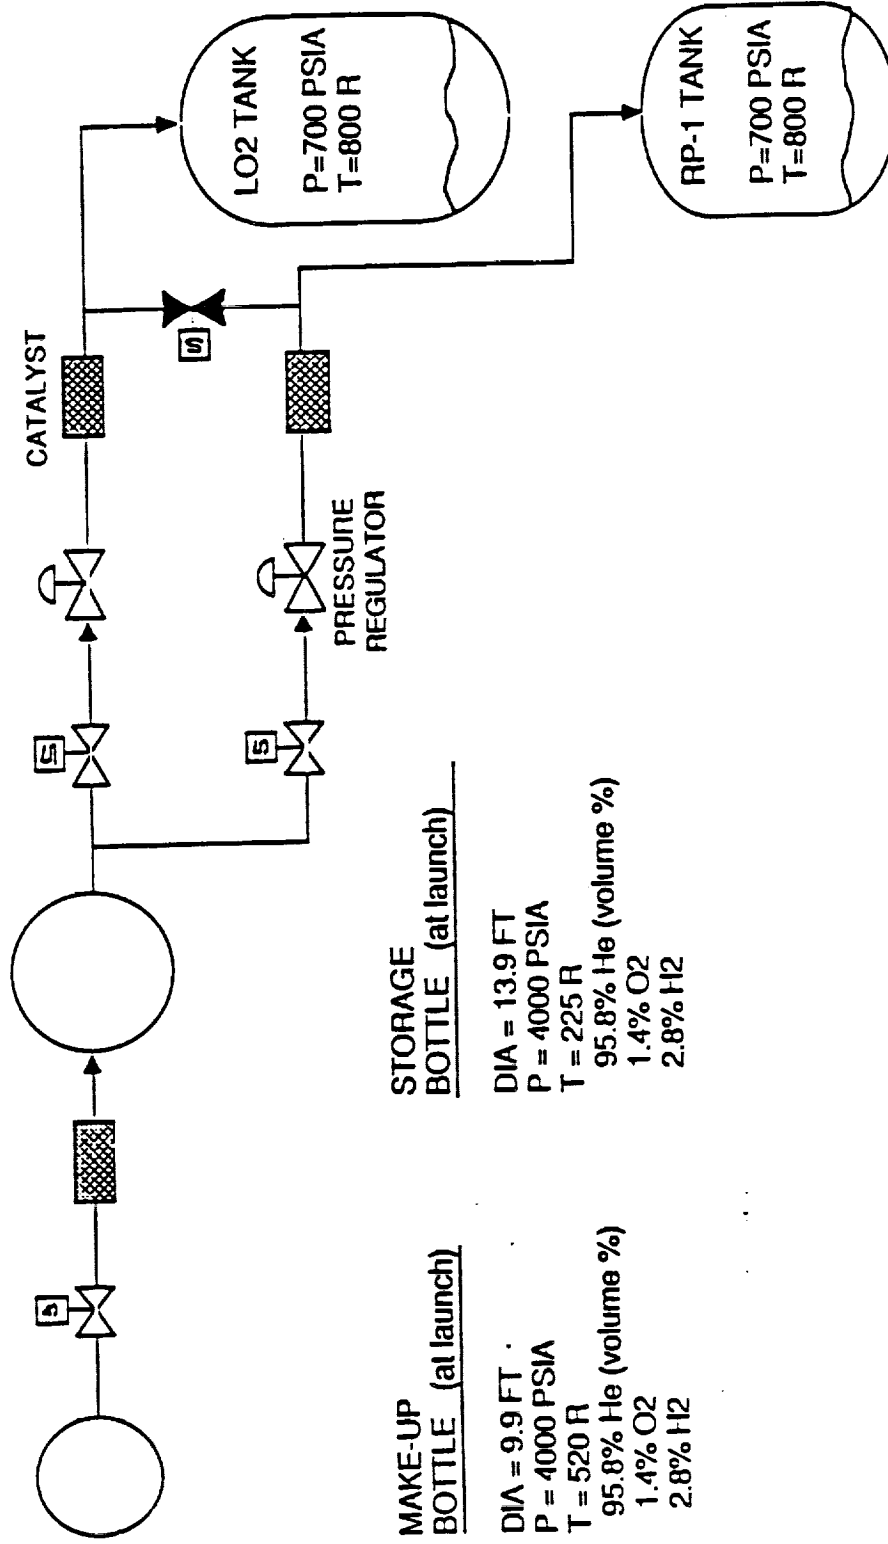 CATALYST
LO2 TANK
P=700 PSIA
T=800 R
S
PRESSURE
REGULATOR
RP-1 TANK
P=700 PSIA
T=800 R
MAKE-UP
BOTTLE (at launch)
DIA = 9.9 FT
P = 4000 PSIA
T = 520 R
95.8% He (volume %)
1.4% O2
2.8% H2
STORAGE
BOTTLE (at launch)
DIA = 13.9 FT
P = 4000 PSIA
T = 225 R
95.8% He (volume %)
1.4% O2
2.8% H2